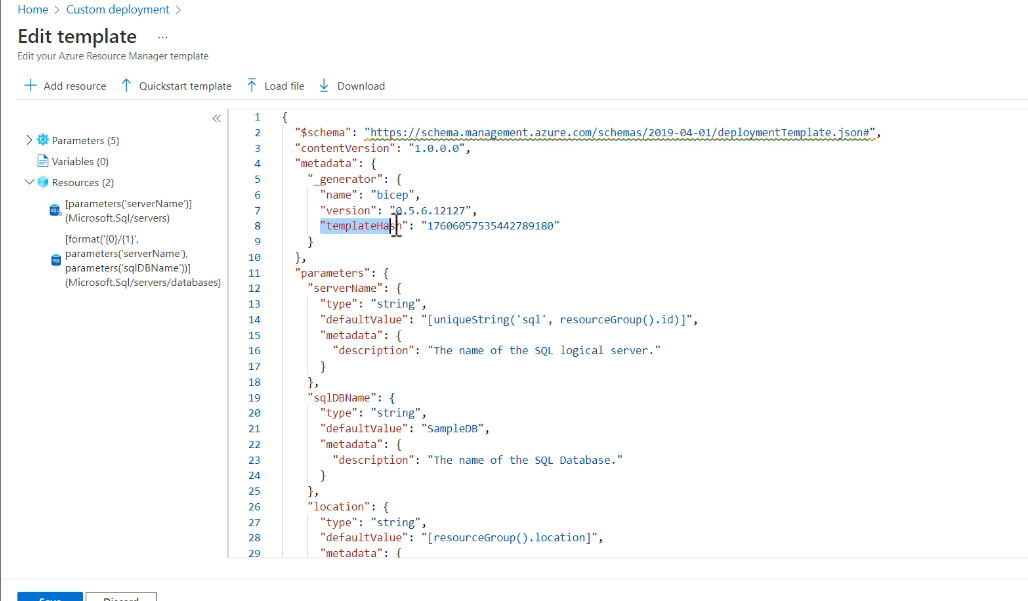 Home > Custom deployment >
Edit template ...
Edit your Azure Resource Manager template
Add resource Quickstart template Load file Download
Parameters (5)
Variables (0)
Resources (2)
[parameters('serverName')]
(Microsoft.Sql/servers)
[format('{0}/{1}',
parameters('serverName'),
parameters('sqlDBName'))]
(Microsoft.Sql/servers/databases)
1 {
2 "$schema": "https://schema.management.azure.com/schemas/2019-04-01/deploymentTemplate.json#",
3 "contentVersion": "1.0.0.0",
4 "metadata": {
5 "_generator": {
6 "name": "bicep",
7 "version": "0.5.6.12127",
8 "templateHash": "17606057535442789180"
9 }
10 },
11 "parameters": {
12 "serverName": {
13 "type": "string",
14 "defaultValue": "[uniqueString('sql', resourceGroup().id)]",
15 "metadata": {
16 "description": "The name of the SQL logical server."
17 }
18 },
19 "sqlDBName": {
20 "type": "string",
21 "defaultValue": "SampleDB",
22 "metadata": {
23 "description": "The name of the SQL Database."
24 }
25 },
26 "location": {
27 "type": "string",
28 "defaultValue": "[resourceGroup().location]",
29 "metadata": {
Save Discard